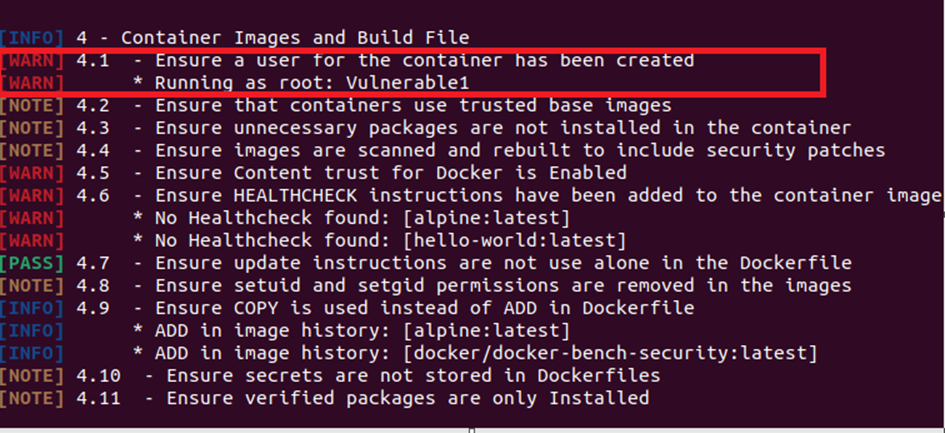 [INFO] 4 - Container Images and Build File
[WARN] 4.1  - Ensure a user for the container has been created
[WARN]      * Running as root: Vulnerable1
[NOTE] 4.2  - Ensure that containers use trusted base images
[NOTE] 4.3  - Ensure unnecessary packages are not installed in the container
[NOTE] 4.4  - Ensure images are scanned and rebuilt to include security patches
[WARN] 4.5  - Ensure Content trust for Docker is Enabled
[WARN] 4.6  - Ensure HEALTHCHECK instructions have been added to the container image
[WARN]      * No Healthcheck found: [alpine:latest]
[WARN]      * No Healthcheck found: [hello-world:latest]
[PASS] 4.7  - Ensure update instructions are not use alone in the Dockerfile
[NOTE] 4.8  - Ensure setuid and setgid permissions are removed in the images
[INFO] 4.9  - Ensure COPY is used instead of ADD in Dockerfile
[INFO]      * ADD in image history: [alpine:latest]
[INFO]      * ADD in image history: [docker/docker-bench-security:latest]
[NOTE] 4.10  - Ensure secrets are not stored in Dockerfiles
[NOTE] 4.11  - Ensure verified packages are only Installed